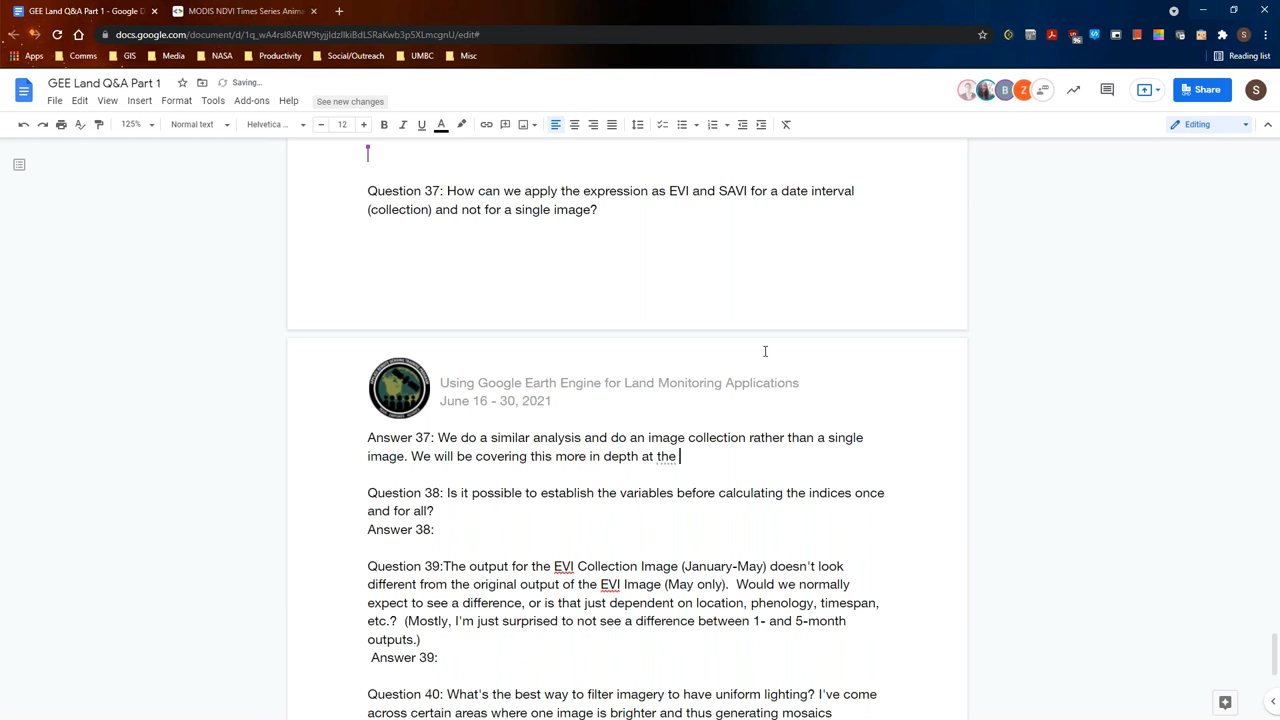 GEE Land Q&A Part 1 - Google D
MODIS NDVI Times Series Anima
docs.google.com/document/d/1q_wA4rsI8ABW9tyjjIdzIlkiBdLSRaKwb3p5XLmcgnU/edit#
Apps Comms GIS Media NASA Productivity Social/Outreach UMBC Misc Reading list
GEE Land Q&A Part 1 Saving...
File Edit View Insert Format Tools Add-ons Help See new changes
B Z Share S
125% Normal text Helvetica ... 12 B I U A Editing
Question 37: How can we apply the expression as EVI and SAVI for a date interval
(collection) and not for a single image?
Using Google Earth Engine for Land Monitoring Applications
June 16 - 30, 2021
Answer 37: We do a similar analysis and do an image collection rather than a single
image. We will be covering this more in depth at the
Question 38: Is it possible to establish the variables before calculating the indices once
and for all?
Answer 38:
Question 39:The output for the EVI Collection Image (January-May) doesn't look
different from the original output of the EVI Image (May only). Would we normally
expect to see a difference, or is that just dependent on location, phenology, timespan,
etc.? (Mostly, I'm just surprised to not see a difference between 1- and 5-month
outputs.)
Answer 39:
Question 40: What's the best way to filter imagery to have uniform lighting? I've come
across certain areas where one image is brighter and thus generating mosaics